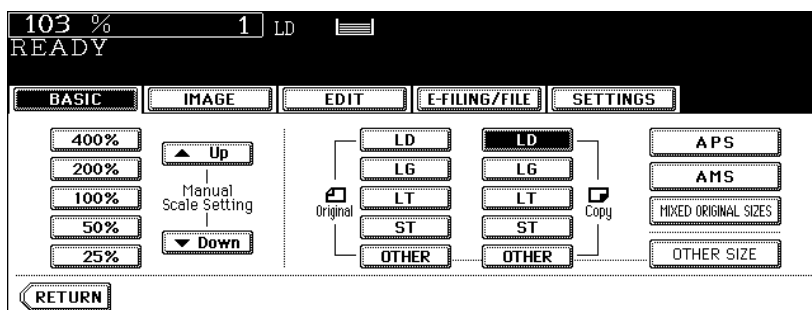 103 % 1 LD
READY
BASIC IMAGE EDIT E-FILING/FILE SETTINGS
400% Up LD LD APS
200% LG LG AMS
100% Manual Scale Setting Original LT LT Copy MIXED ORIGINAL SIZES
50% Down ST ST
25% OTHER OTHER OTHER SIZE
RETURN